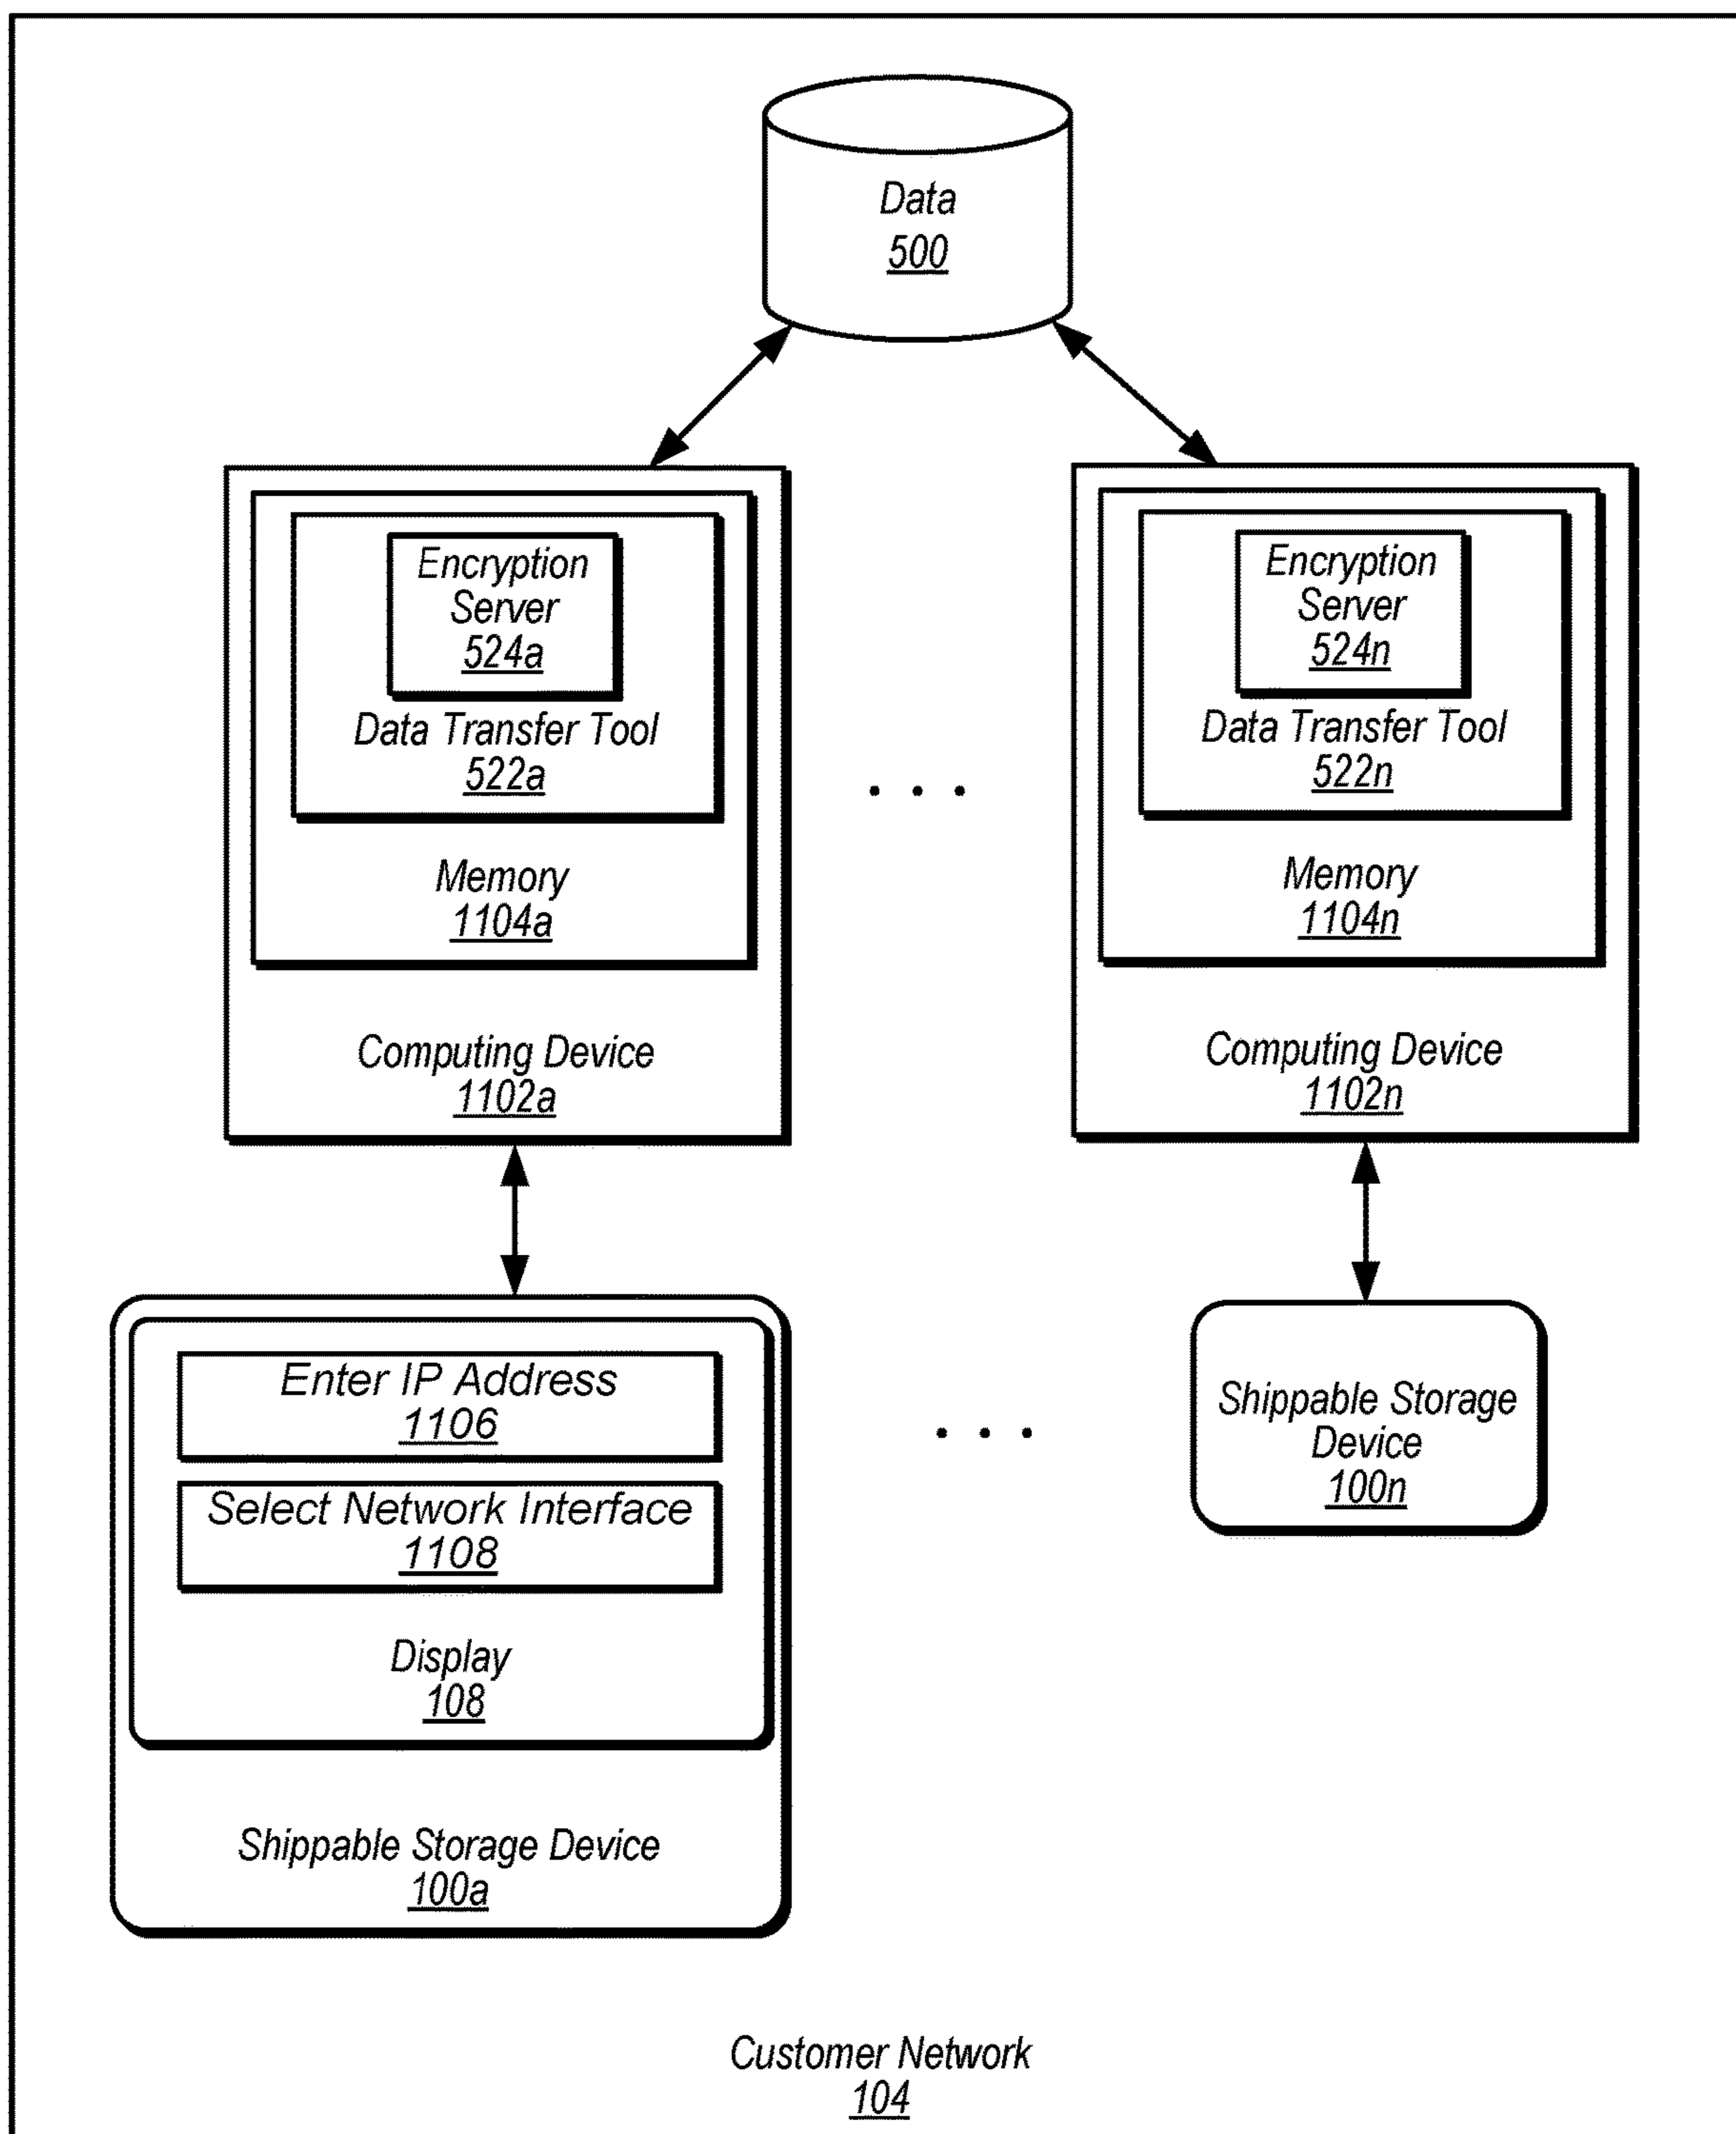 Data
500
Encryption
Server
524a
Data Transfer Tool
522a
Memory
1104a
Computing Device
1102a
. . .
Encryption
Server
524n
Data Transfer Tool
522n
Memory
1104n
Computing Device
1102n
Enter IP Address
1106
Select Network Interface
1108
Display
108
Shippable Storage Device
100a
. . .
Shippable Storage
Device
100n
Customer Network
104